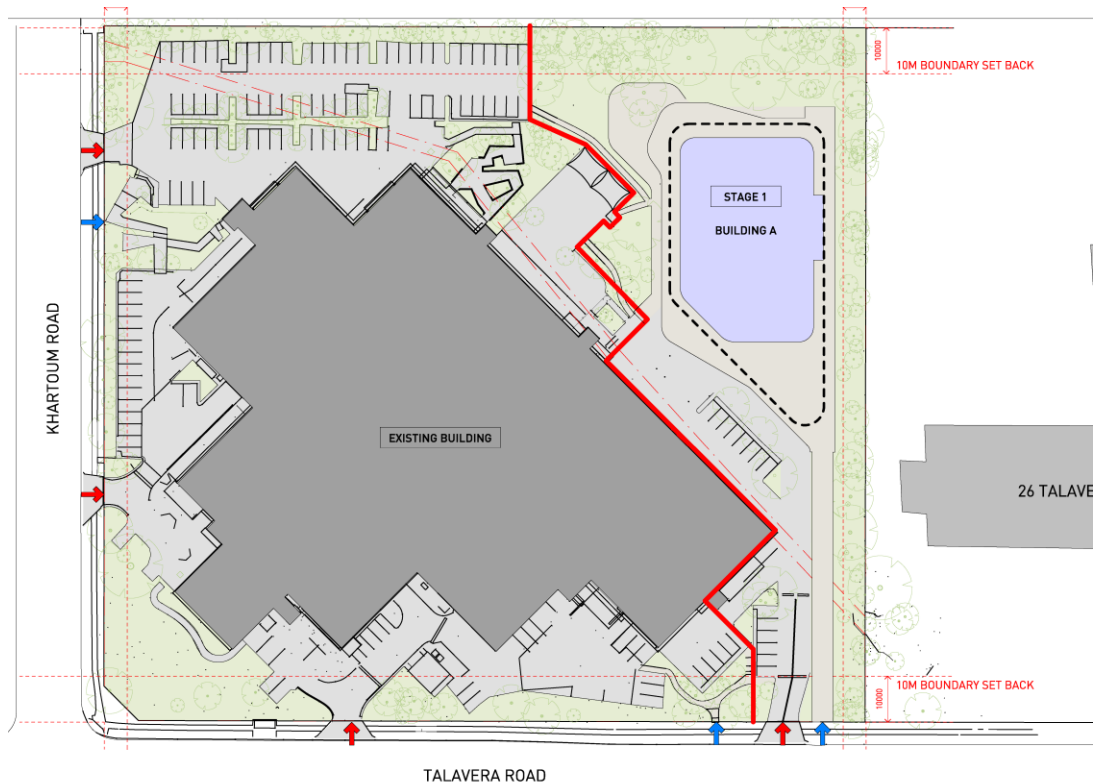 10000
10M BOUNDARY SET BACK
STAGE 1
BUILDING A
KHARTOUM ROAD
EXISTING BUILDING
26 TALAVE
10000
10M BOUNDARY SET BACK
TALAVERA ROAD